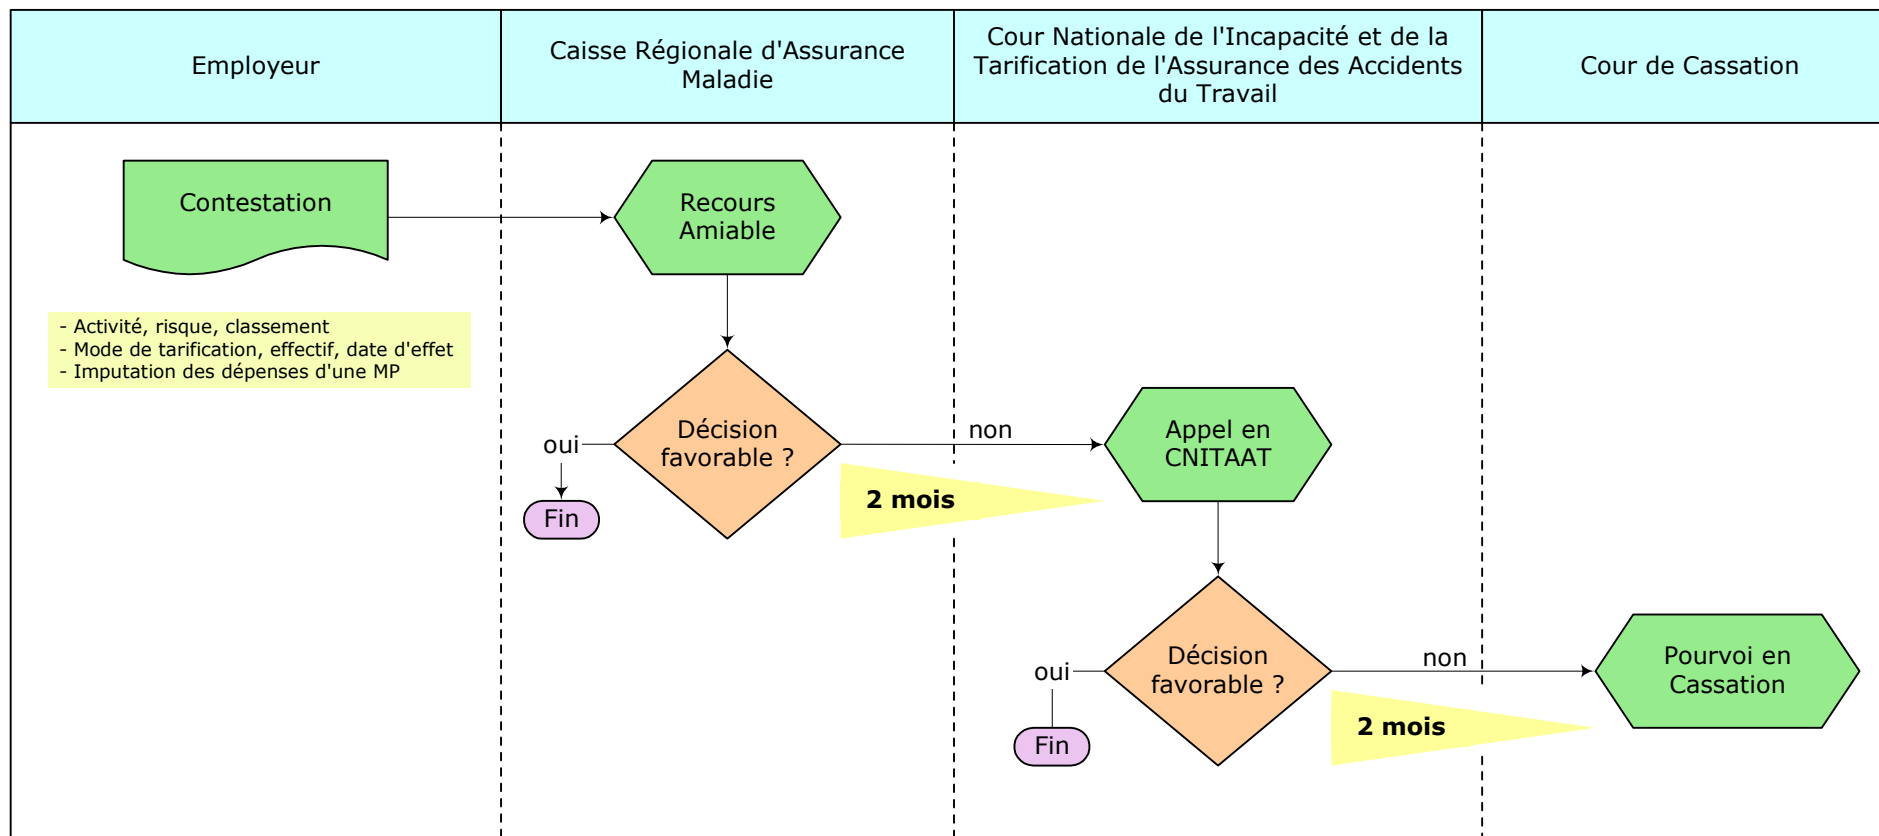 Employeur
Caisse Régionale d'Assurance
Maladie
Cour Nationale de l'Incapacité et de la
Tarification de l'Assurance des Accidents
du Travail
Cour de Cassation
Contestation
Recours
Amiable
- Activité, risque, classement
- Mode de tarification, effectif, date d'effet
- Imputation des dépenses d'une MP
oui
Décision
favorable ?
non
Appel en
CNITAAT
2 mois
Fin
oui
Décision
favorable ?
non
Pourvoi en
Cassation
2 mois
Fin